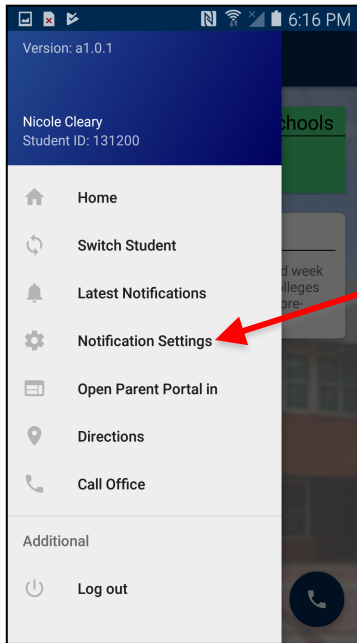 6:16 PM
Version: a1.0.1
Nicole Cleary
Student ID: 131200
chools
Home
Switch Student
d week
Latest Notifications
lleges
pre-
Notification Settings
Open Parent Portal in
Directions
Call Office
Additional
Log out